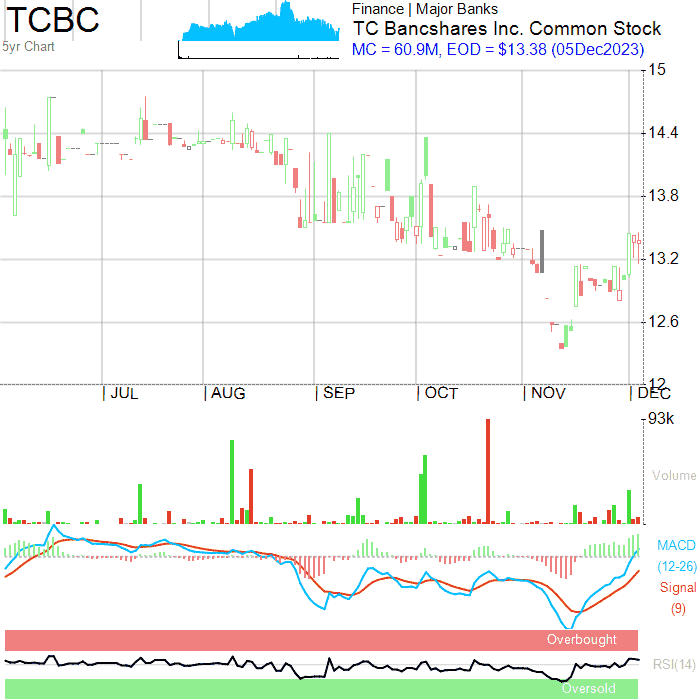 TCBC
5yr Chart
Finance | Major Banks
TC Bancshares Inc. Common Stock
MC = 60.9M, EOD = $13.38 (05Dec2023)
15
14.4
13.8
13.2
12.6
12
| JUL | AUG | SEP | OCT | NOV | DEC
93k
Volume
MACD
(12-26)
Signal
(9)
Overbought
RSI(14)
Oversold